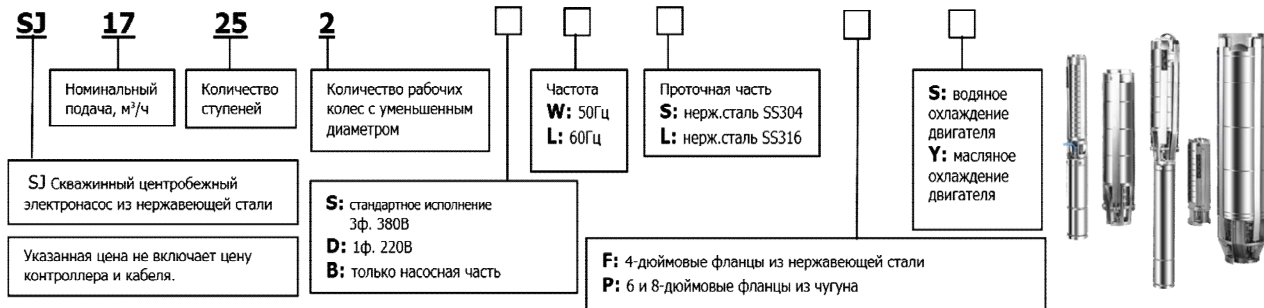 SJ 17 25 2
Номинальный
подача, м³/ч
Количество
ступеней
Количество рабочих
колес с уменьшенным
диаметром
Частота
W: 50Гц
L: 60Гц
Проточная часть
S: нерж.сталь SS304
L: нерж.сталь SS316
S: водяное
охлаждение
двигателя
Y: масляное
охлаждение
двигателя
SJ Скважинный центробежный
электронасос из нержавеющей стали
S: стандартное исполнение
3ф. 380В
D: 1ф. 220В
B: только насосная часть
Указанная цена не включает цену
контроллера и кабеля.
F: 4-дюймовые фланцы из нержавеющей стали
P: 6 и 8-дюймовые фланцы из чугуна